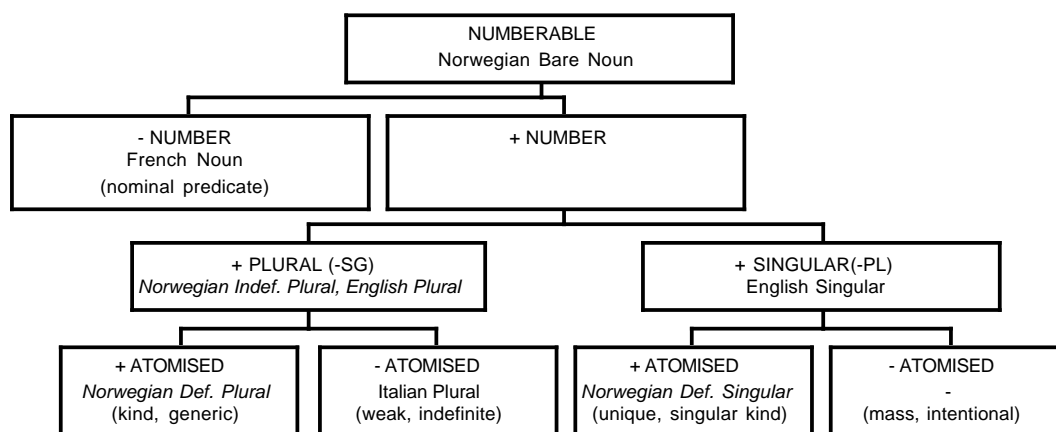 NUMBERABLE
Norwegian Bare Noun
- NUMBER
French Noun
(nominal predicate)
+ NUMBER
+ PLURAL (-SG)
Norwegian Indef. Plural, English Plural
+ SINGULAR(-PL)
English Singular
+ ATOMISED
Norwegian Def. Plural
(kind, generic)
- ATOMISED
Italian Plural
(weak, indefinite)
+ ATOMISED
Norwegian Def. Singular
(unique, singular kind)
- ATOMISED
-
(mass, intentional)